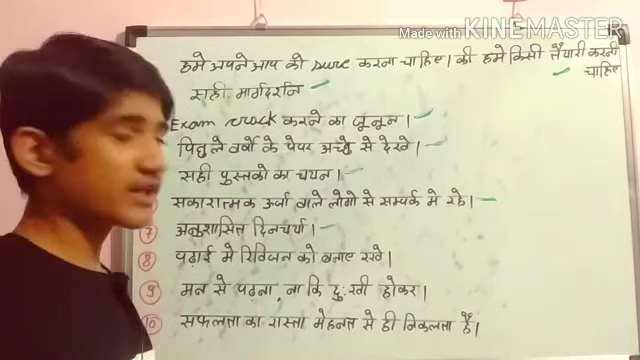 Made with KINEMASTER
हमे अपने आप को sure करना चाहिए। की हमे किसी तैयारी करनी
चाहिए
सही मार्गदर्शन
Exam crack करने का जूनून।
पिछले वर्षो के पेपर अच्छे से देखे।
सही पुस्तको का चयन।
सकारात्मक ऊर्जा वाले लोगो से सम्पर्क मे रहे।
7 अनुशासित दिनचर्या।
8 पढ़ाई मे रिविजन को बनाए रखे।
9 मन से पढ़ना, ना कि दुःखी होकर।
10 सफलता का रास्ता मेहनत से ही निकलता है।